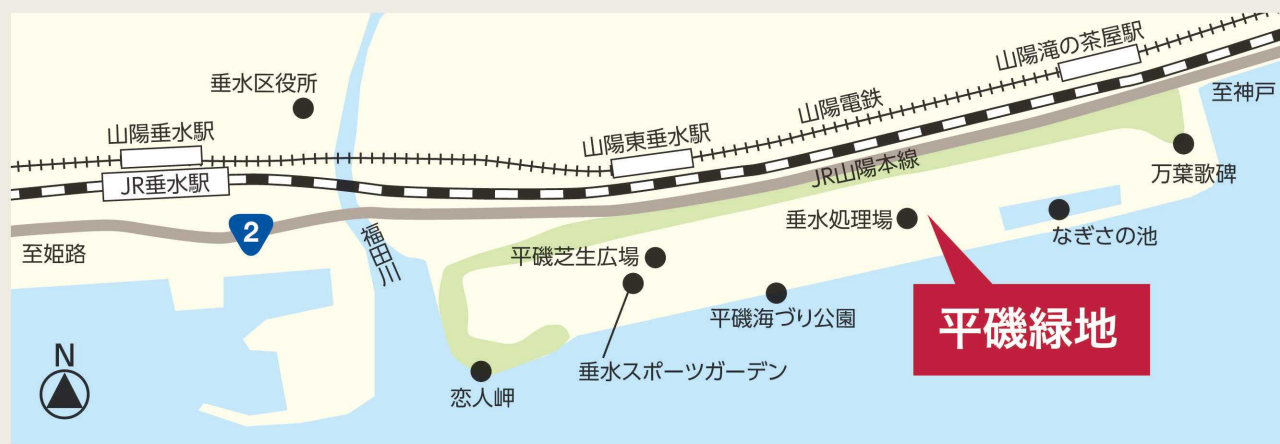 山陽滝の茶屋駅
垂水区役所
至神戸
山陽電鉄
山陽垂水駅
山陽東垂水駅
JR山陽本線
万葉歌碑
JR垂水駅
垂水処理場
2
なぎさの池
至姫路
福田川
平磯芝生広場
平磯海づり公園
平磯緑地
垂水スポーツガーデン
N
恋人岬